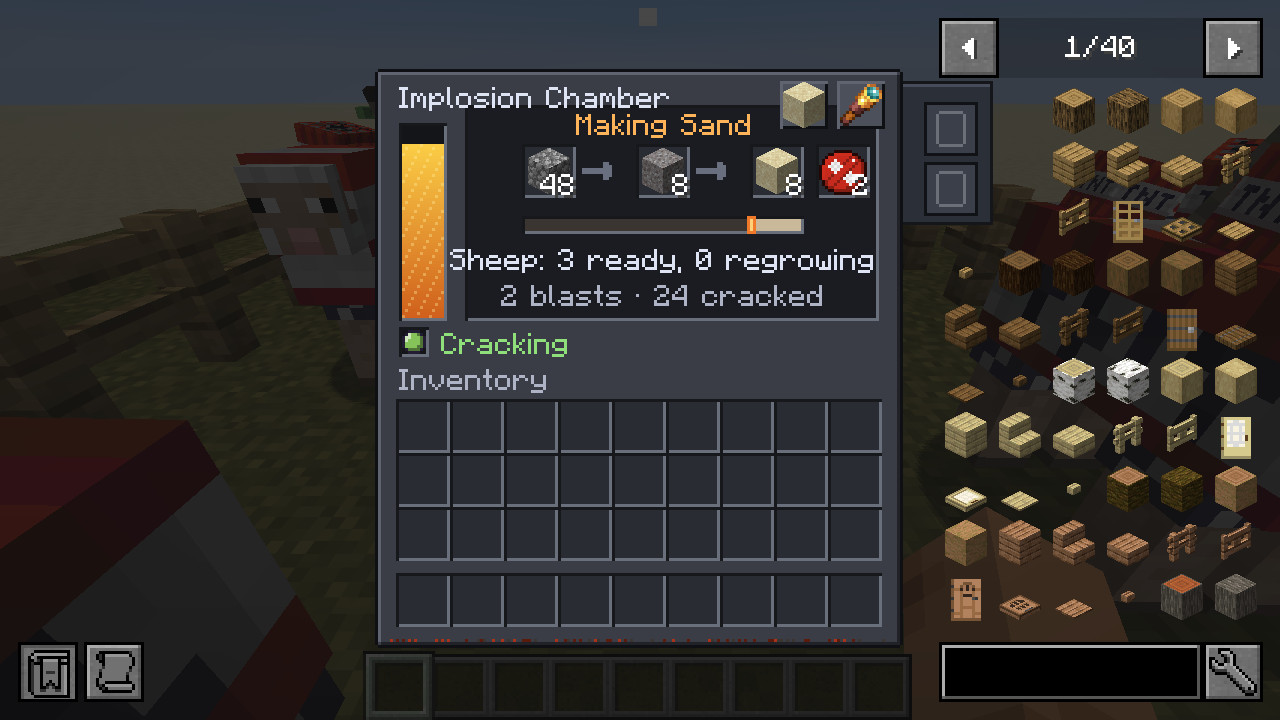 1/40
Implosion Chamber
Making Sand
48
8
8
2
Sheep: 3 ready, 0 regrowing
2 blasts · 24 cracked
Cracking
Inventory